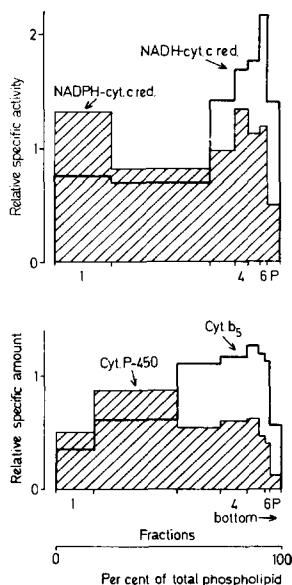 2
1
0
Relative specific activity
NADPH-cyt.c red.
NADH-cyt.c red.
1
4
6 P
1
0
Relative specific amount
Cyt.P-450
Cyt.b5
1
4
6 P
bottom→
Fractions
0
100
Per cent of total phospholipid